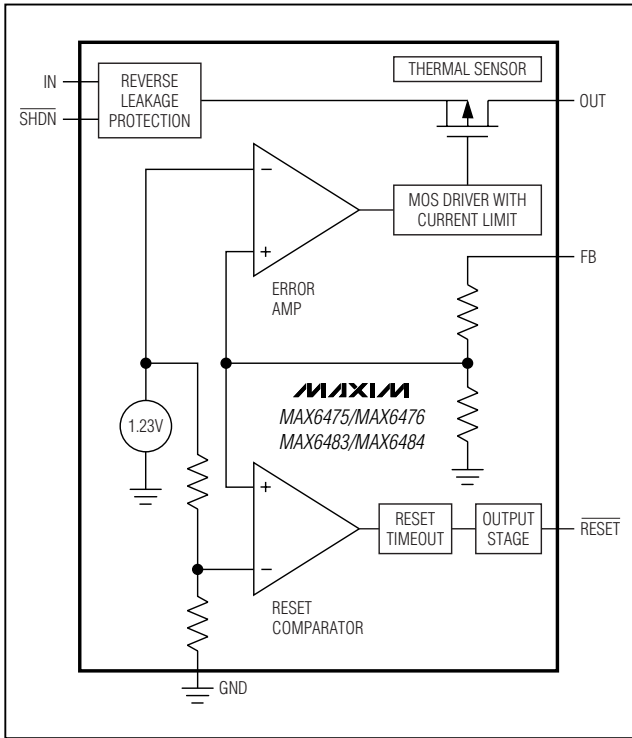 IN
SHDN
REVERSE
LEAKAGE
PROTECTION
THERMAL SENSOR
OUT
MOS DRIVER WITH
CURRENT LIMIT
−
+
ERROR
AMP
FB
1.23V
MAXIM
MAX6475/MAX6476
MAX6483/MAX6484
+
−
RESET
COMPARATOR
RESET
TIMEOUT
OUTPUT
STAGE
RESET
GND